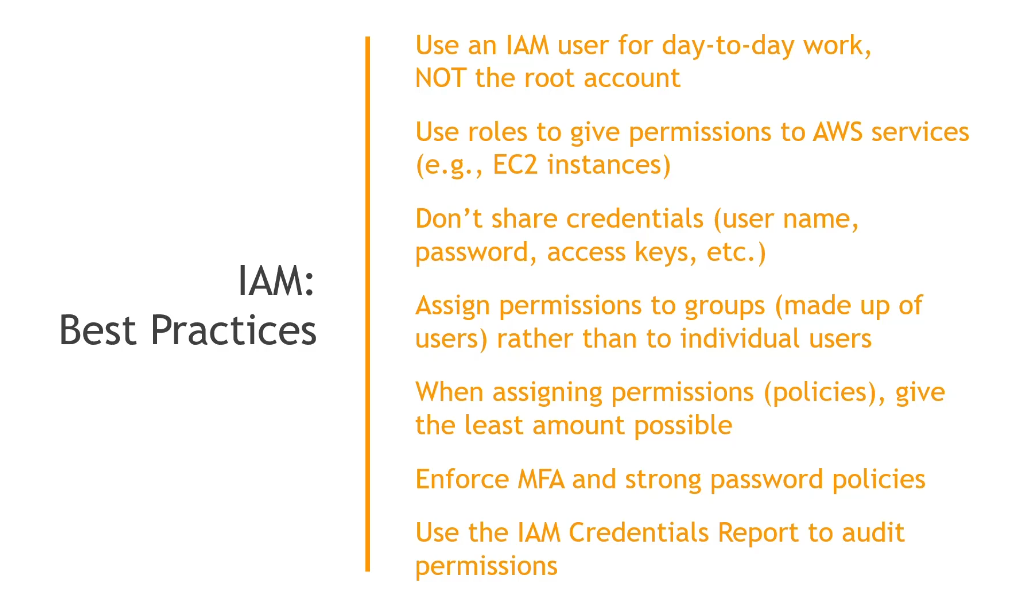 IAM:
Best Practices
Use an IAM user for day-to-day work,
NOT the root account
Use roles to give permissions to AWS services
(e.g., EC2 instances)
Don’t share credentials (user name,
password, access keys, etc.)
Assign permissions to groups (made up of
users) rather than to individual users
When assigning permissions (policies), give
the least amount possible
Enforce MFA and strong password policies
Use the IAM Credentials Report to audit
permissions